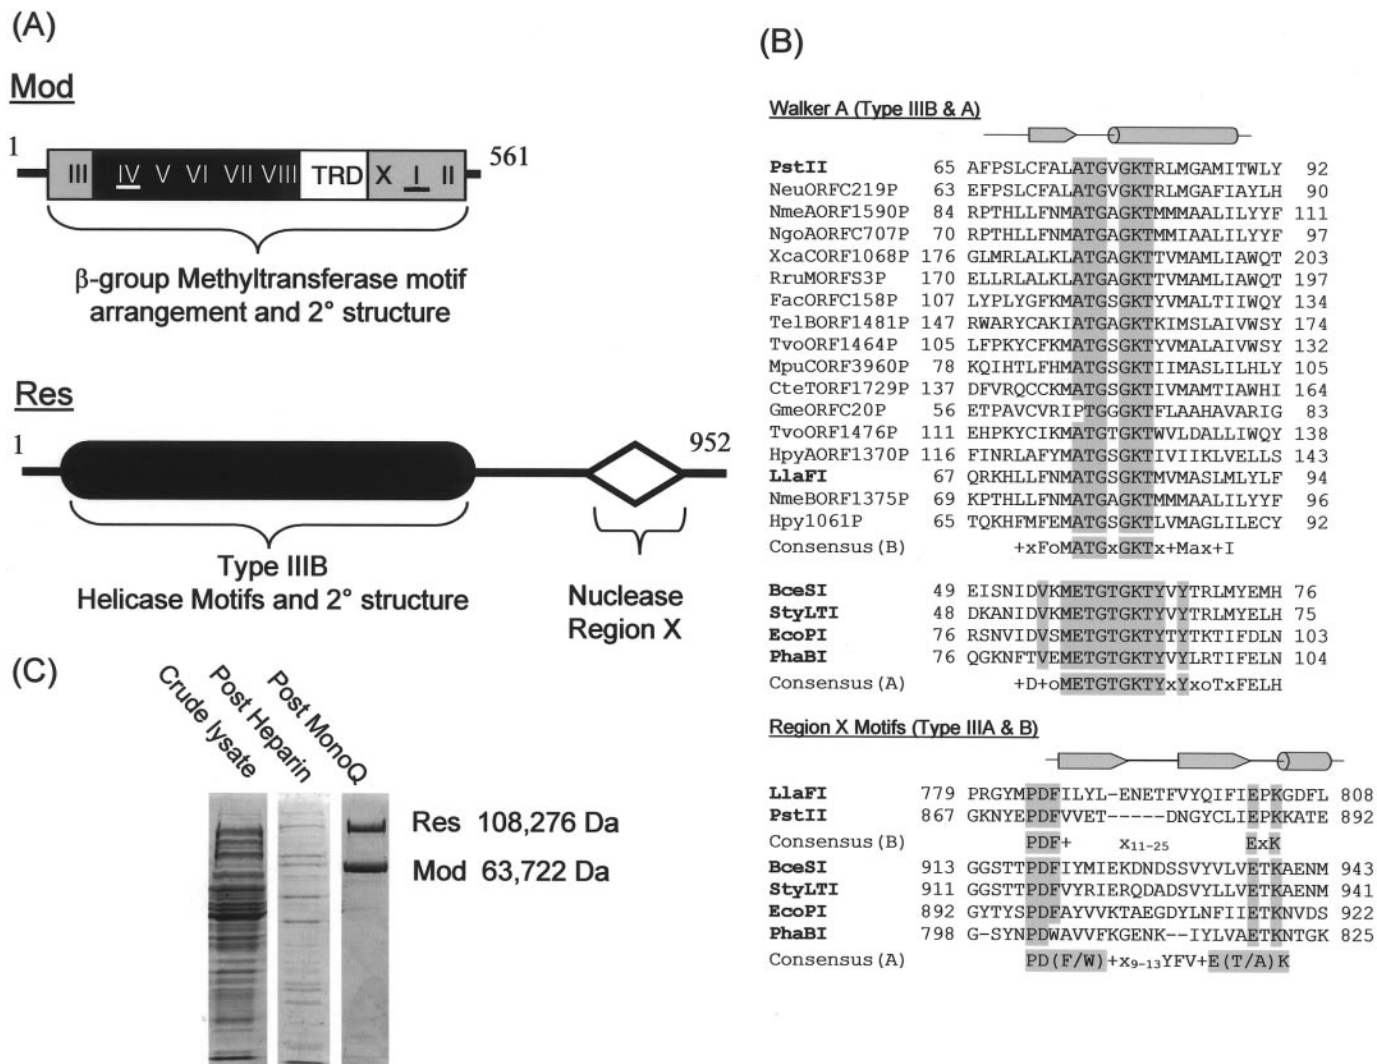 (A)
Mod
1
III IV V VI VII VIII TRD X I II
561
β-group Methyltransferase motif
arrangement and 2° structure
Res
1
952
Type IIIB
Helicase Motifs and 2° structure
Nuclease
Region X
(B)
Walker A (Type IIIB & A)
PstII 65 AFPSLCFALATGVGKTRLMGAMITWLY 92
NeuORFC219P 63 EFPSLCFALATGVGKTRLMGAFIAYLH 90
NmeAORF1590P 84 RPTHLLFNMATGAGKTMMMAALILYYF 111
NgoAORFC707P 70 RPTHLLFNMATGAGKTMMIAALILYYF 97
XcaCORF1068P 176 GLMRLALKLATGAGKTTVMAMLIAWQT 203
RruMORFS3P 170 ELLRLALKLATGAGKTTVMAMLIAWQT 197
FacORFC158P 107 LYPLYGFKMATGSGKTYVMALTIIWQY 134
TelBORF1481P 147 RWARYCAKIATGAGKTKIMSLAIVWSY 174
TvoORF1464P 105 LFPKYCFKMATGSGKTYVMALAIVWSY 132
MpuCORF3960P 78 KQIHTLFHMATGSGKTIIMASLILHLY 105
CteTORF1729P 137 DFVRQCCKMATGSGKTIVMAMTIAWHI 164
GmeORFC20P 56 ETPAVCVRIPTGGGKTFLAAHAVARIG 83
TvoORF1476P 111 EHPKYCIKMATGTGKTWVLDALLIWQY 138
HpyAORF1370P 116 FINRLAFYMATGSGKTIVIIKLVELLS 143
LlaFI 67 QRKHLLFNMATGSGKTMVMASLMLYLF 94
NmeBORF1375P 69 KPTHLLFNMATGAGKTMMMAALILYYF 96
Hpy1061P 65 TQKHFMFEMATGSGKTLVMAGLILECY 92
Consensus(B) +xFoMATGxGKTx+Max+I
BceSI 49 EISNIDVKMETGTGKTYVYTRLMYEMH 76
StyLTI 48 DKANIDVKMETGTGKTYVYTRLMYELH 75
EcoPI 76 RSNVIDVSMETGTGKTYTYTKTIFDLN 103
PhaBI 76 QGKNFTVEMETGTGKTYVYLRTIFELN 104
Consensus(A) +D+oMETGTGKTYxYxoTxFELH
Region X Motifs (Type IIIA & B)
LlaFI 779 PRGYMPDFILYL-ENETFVYQIFIEPKGDFL 808
PstII 867 GKNYEPDFVVET-----DNGYCLIEPKKATE 892
Consensus(B) PDF+ x11-25 ExK
BceSI 913 GGSTTPDFIYMIEKDNDSSVYVLVETKAENM 943
StyLTI 911 GGSTTPDFVYRIERQDADSVYLLVETKAENM 941
EcoPI 892 GYTYSPDFAYVVKTAEGDYLNFIIETKNVDS 922
PhaBI 798 G-SYNPDWAVVFKGENK--IYLVAETKNTGK 825
Consensus(A) PD(F/W)+x9-13YFV+E(T/A)K
(C)
Crude lysate
Post Heparin
Post MonoQ
Res 108,276 Da
Mod 63,722 Da